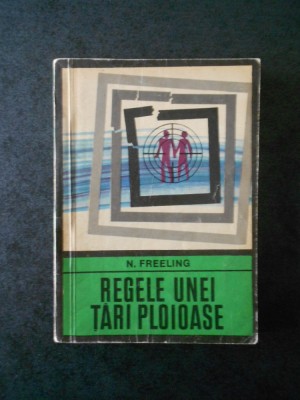 N. FREELING
REGELE UNEI
ȚĂRI PLOIOASE